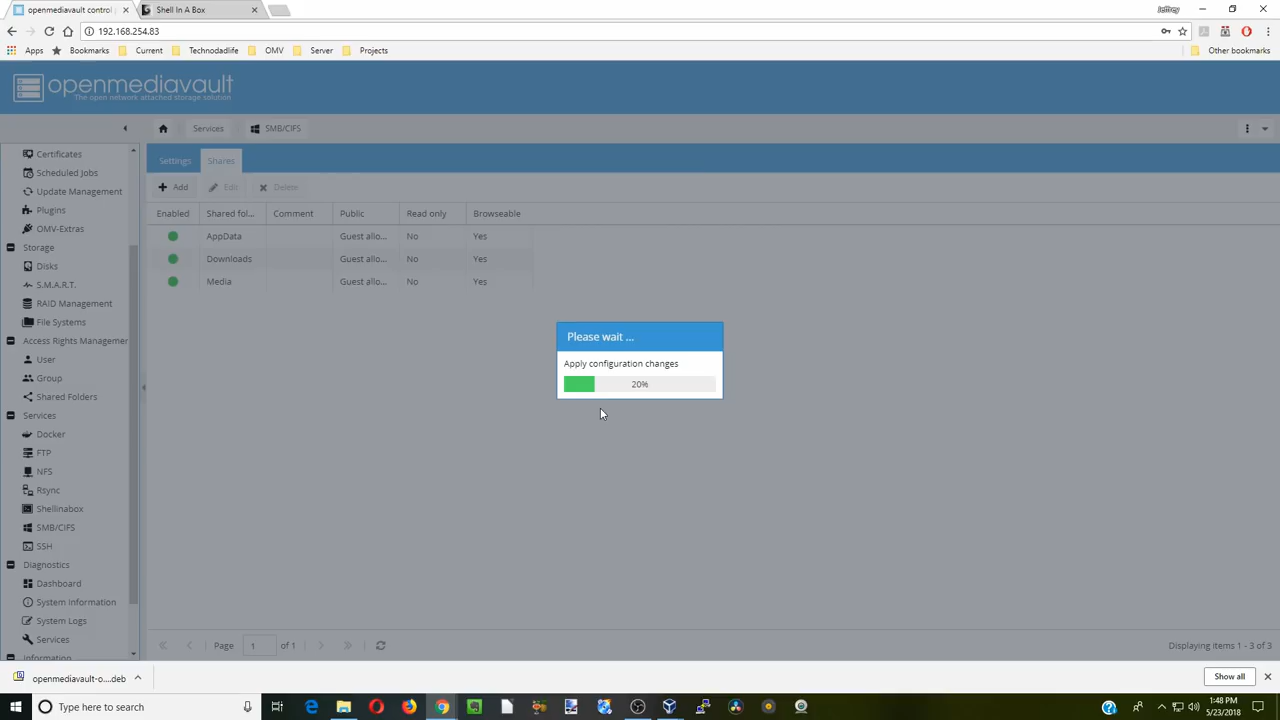 openmediavault control
Shell In A Box
Jeffrey
192.168.254.83
Apps
Bookmarks
Current
Technodadlife
OMV
Server
Projects
Other bookmarks
openmediavault
The open network attached storage solution
Services
SMB/CIFS
Certificates
Scheduled Jobs
Update Management
Plugins
OMV-Extras
Storage
Disks
S.M.A.R.T.
RAID Management
File Systems
Access Rights Managemer
User
Group
Shared Folders
Services
Docker
FTP
NFS
Rsync
Shellinabox
SMB/CIFS
SSH
Diagnostics
Dashboard
System Information
System Logs
Services
Information
Settings
Shares
Add
Edit
Delete
Enabled Shared fol... Comment Public Read only Browseable
AppData Guest allo... No Yes
Downloads Guest allo... No Yes
Media Guest allo... No Yes
Please wait ...
Apply configuration changes
20%
Page 1 of 1
Displaying items 1 - 3 of 3
openmediavault-o....deb
Show all
Type here to search
1:48 PM
5/23/2018